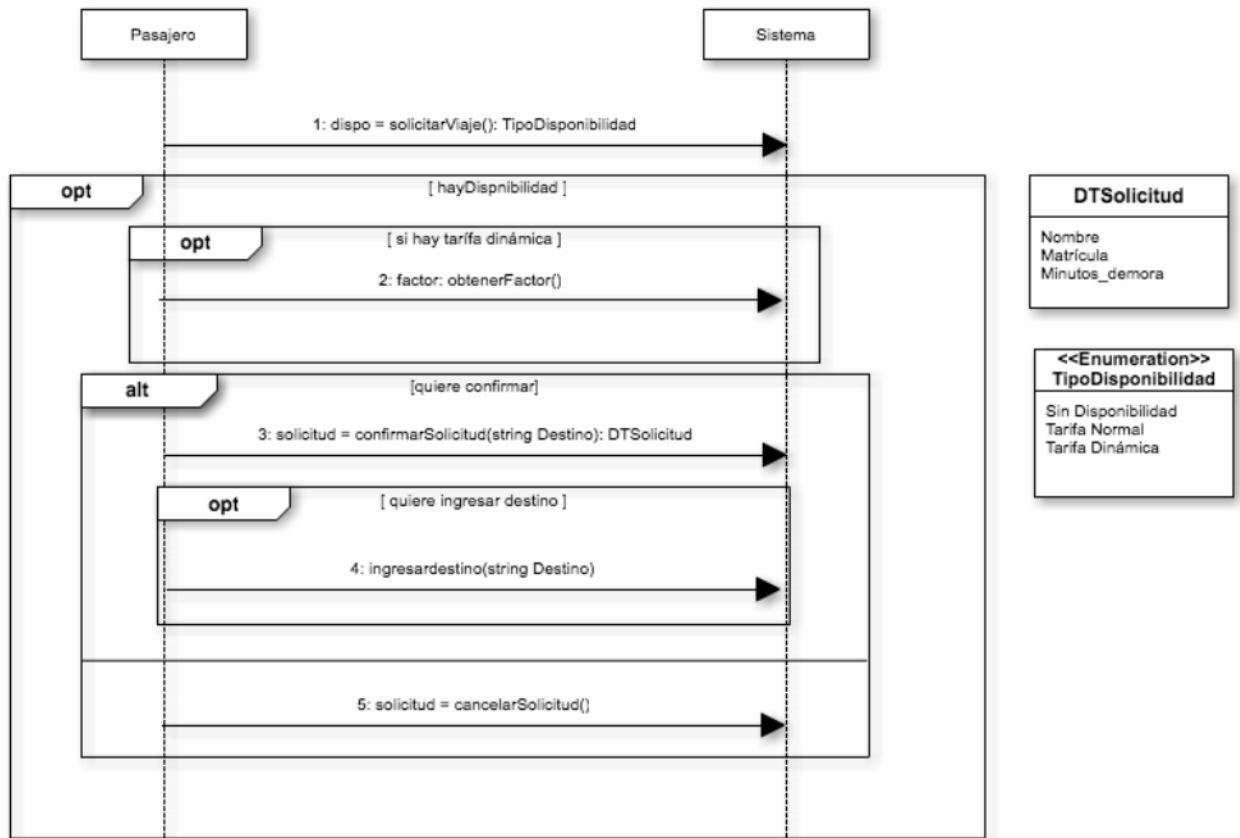 Pasajero
Sistema
1: dispo = solicitarViaje(): TipoDisponibilidad
opt
[ hayDispnibilidad ]
opt
[ si hay tarífa dinámica ]
2: factor: obtenerFactor()
alt
[quiere confirmar]
3: solicitud = confirmarSolicitud(string Destino): DTSolicitud
opt
[ quiere ingresar destino ]
4: ingresardestino(string Destino)
5: solicitud = cancelarSolicitud()
DTSolicitud
Nombre
Matrícula
Minutos_demora
<<Enumeration>>
TipoDisponibilidad
Sin Disponibilidad
Tarifa Normal
Tarifa Dinámica